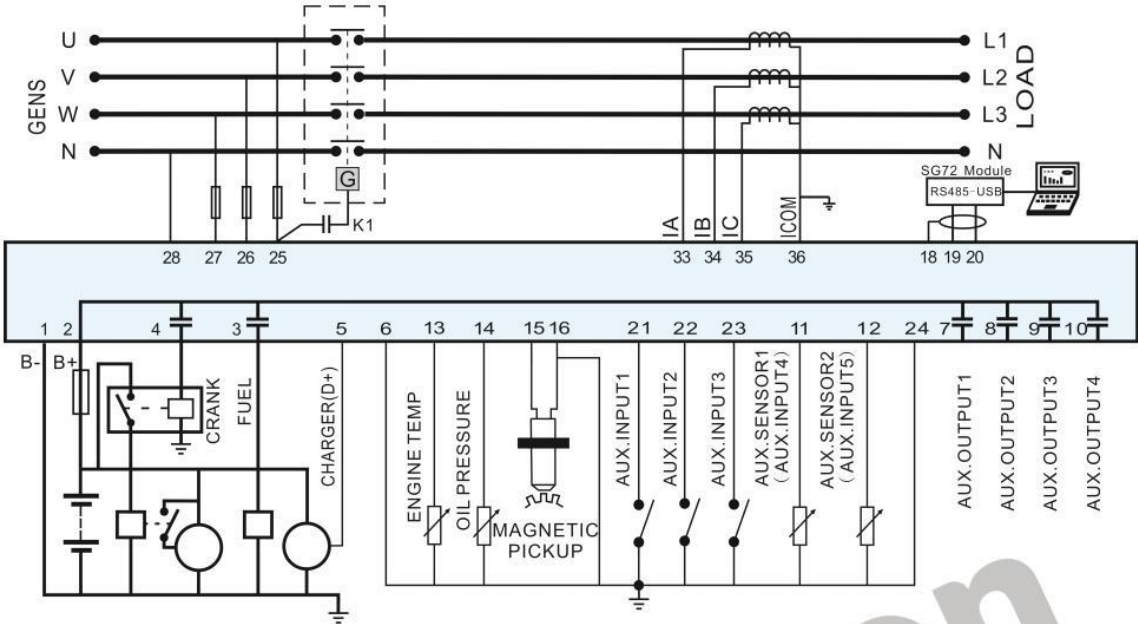 U
V
W
N
GENS
G
K1
L1
L2
L3
N
LOAD
SG72 Module
RS485-USB
IA
IB
IC
ICOM
28 27 26 25 33 34 35 36 18 19 20
1 2 4 3 5 6 13 14 15 16 21 22 23 11 12 24 7 8 9 10
B- B+
CRANK
FUEL
CHARGER(D+)
ENGINE TEMP
OIL PRESSURE
MAGNETIC
PICKUP
AUX.INPUT1
AUX.INPUT2
AUX.INPUT3
AUX.SENSOR1
(AUX.INPUT4)
AUX.SENSOR2
(AUX.INPUT5)
AUX.OUTPUT1
AUX.OUTPUT2
AUX.OUTPUT3
AUX.OUTPUT4
on